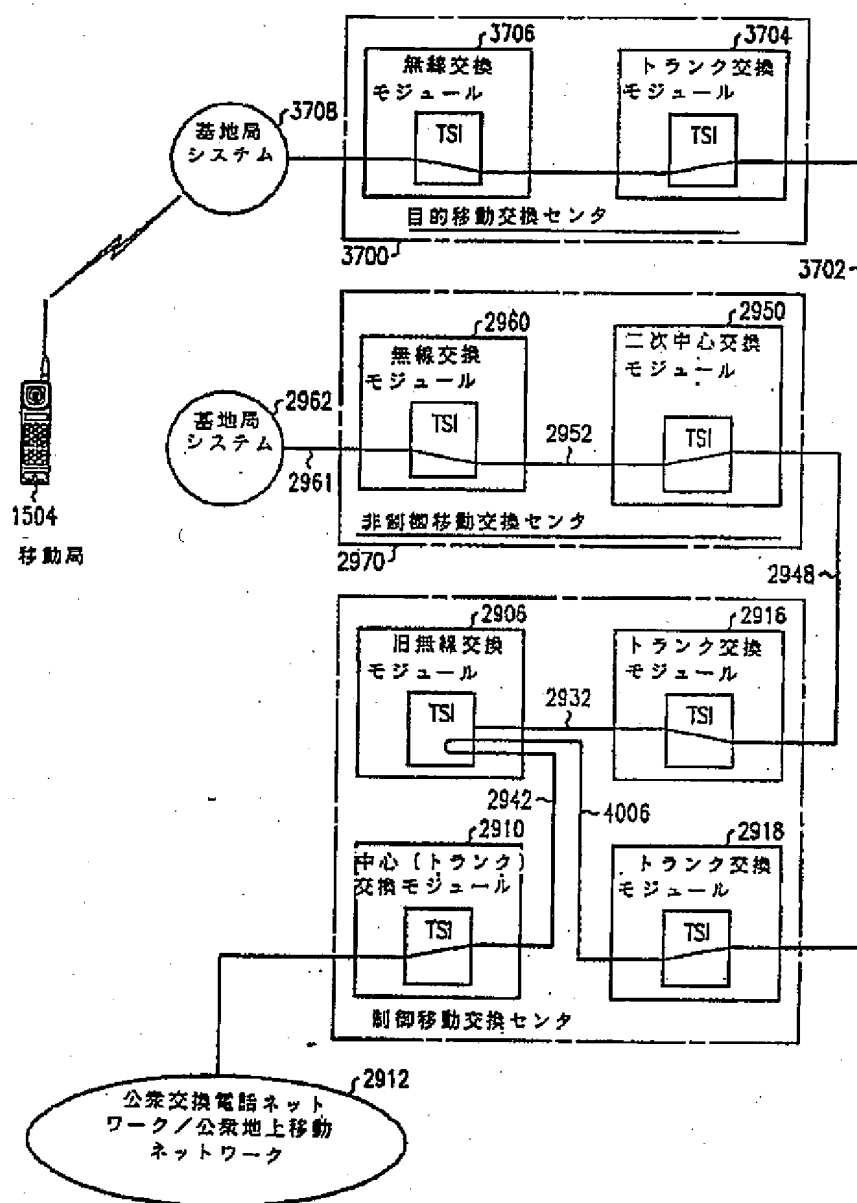 3706
3704
無線交換
モジュール
トランク交換
モジュール
3708
TSI
TSI
基地局
システム
目的移動交換センタ
3700
3702
2960
2950
無線交換
モジュール
二次中心交換
モジュール
2962
TSI
TSI
基地局
システム
2952
2961
1504
移動局
非制御移動交換センタ
2970
2948
2906
2916
旧無線交換
モジュール
トランク交換
モジュール
2932
TSI
TSI
2942
4006
2910
2918
中心(トランク)
交換モジュール
トランク交換
モジュール
TSI
TSI
制御移動交換センタ
2912
公衆交換電話ネット
ワーク/公衆地上移動
ネットワーク